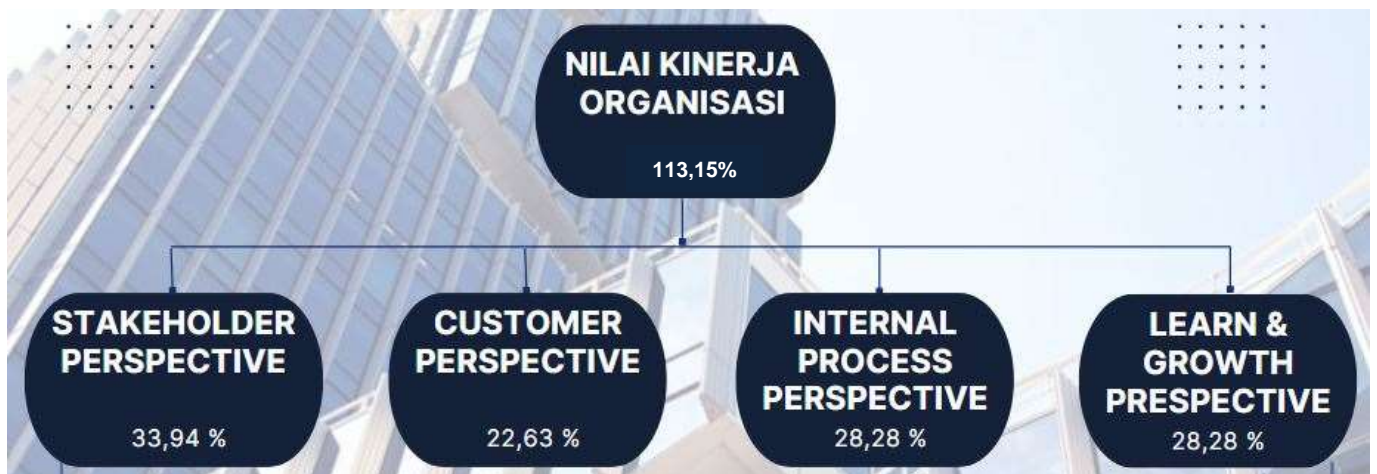 NILAI KINERJA
ORGANISASI
113,15%
STAKEHOLDER
PERSPECTIVE
33,94 %
CUSTOMER
PERSPECTIVE
22,63 %
INTERNAL
PROCESS
PERSPECTIVE
28,28 %
LEARN &
GROWTH
PRESPECTIVE
28,28 %